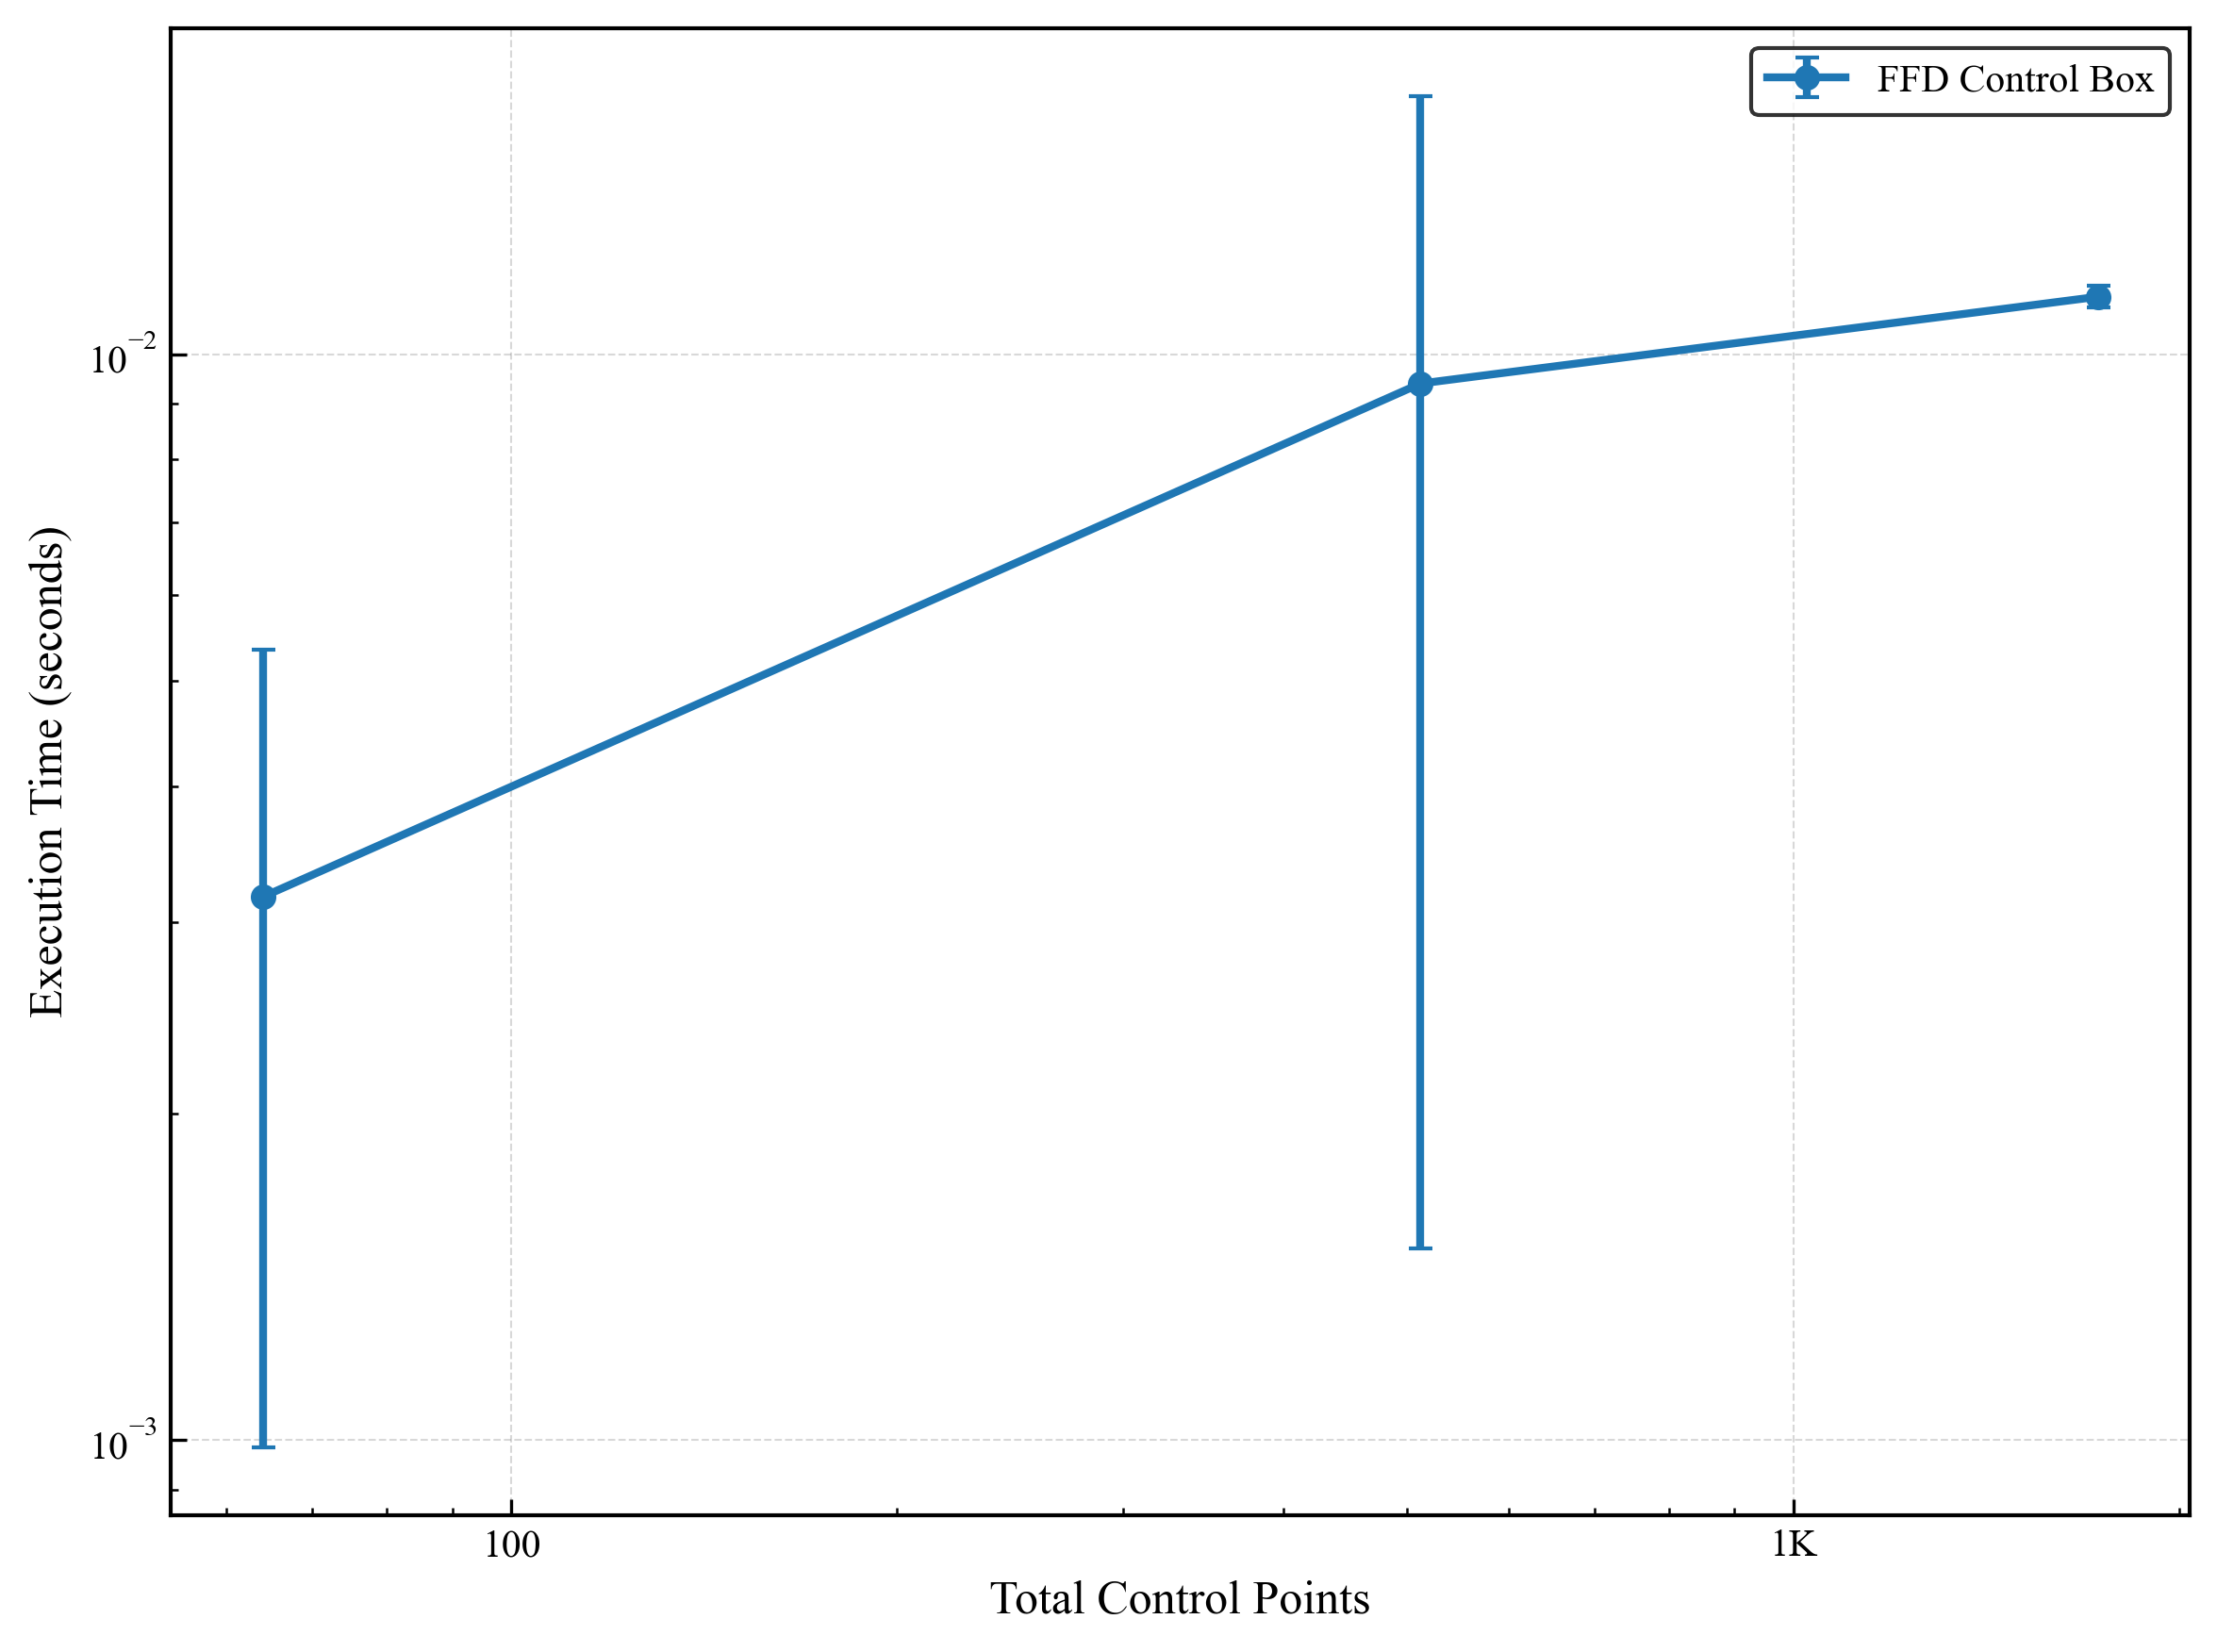 FFD Control Box
10⁻²
Execution Time (seconds)
10⁻³
100
1K
Total Control Points